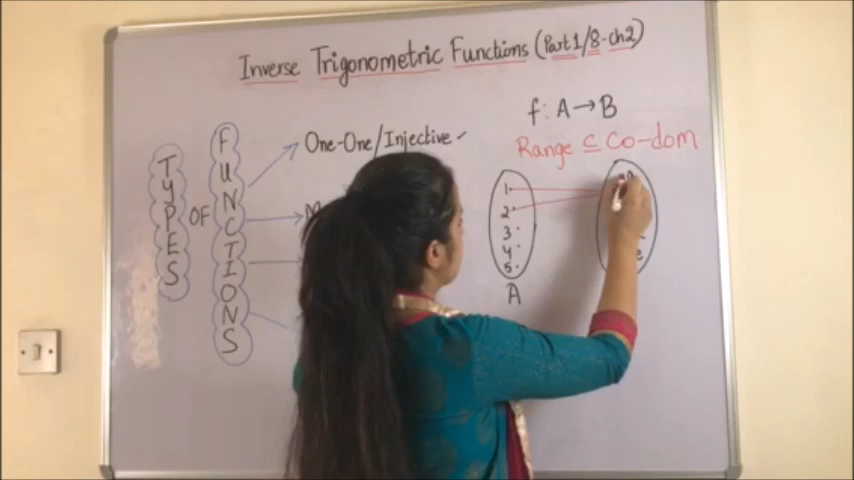 Inverse Trigonometric Functions (Part 1/8-ch2)
f: A→B
Range ⊆ Co-dom
One-One/Injective ✓
TYPES
OF
FUNCTIONS
1
2
3
4
5
A